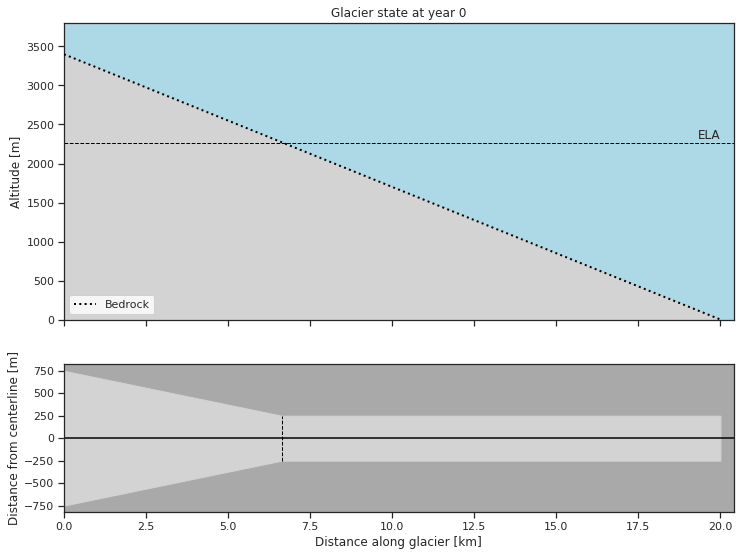 Glacier state at year 0
Altitude [m]
3500
3000
2500
2000
1500
1000
500
0
ELA
Bedrock
Distance from centerline [m]
750
500
250
0
−250
−500
−750
0.0 2.5 5.0 7.5 10.0 12.5 15.0 17.5 20.0
Distance along glacier [km]